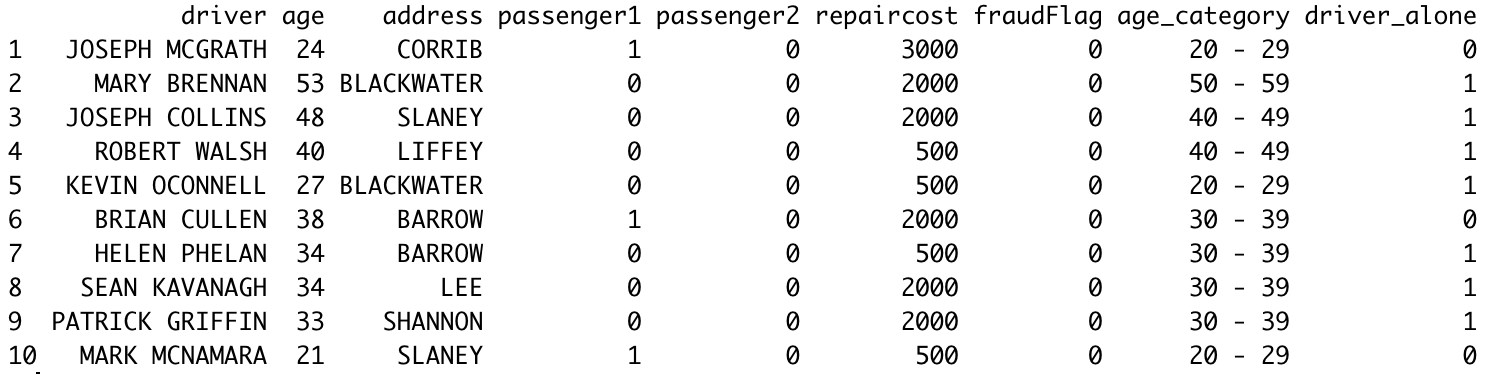 driver age address passenger1 passenger2 repaircost fraudFlag age_category driver_alone
1 JOSEPH MCGRATH 24 CORRIB 1 0 3000 0 20 - 29 0
2 MARY BRENNAN 53 BLACKWATER 0 0 2000 0 50 - 59 1
3 JOSEPH COLLINS 48 SLANEY 0 0 2000 0 40 - 49 1
4 ROBERT WALSH 40 LIFFEY 0 0 500 0 40 - 49 1
5 KEVIN OCONNELL 27 BLACKWATER 0 0 500 0 20 - 29 1
6 BRIAN CULLEN 38 BARROW 1 0 2000 0 30 - 39 0
7 HELEN PHELAN 34 BARROW 0 0 500 0 30 - 39 1
8 SEAN KAVANAGH 34 LEE 0 0 2000 0 30 - 39 1
9 PATRICK GRIFFIN 33 SHANNON 0 0 2000 0 30 - 39 1
10 MARK MCNAMARA 21 SLANEY 1 0 500 0 20 - 29 0